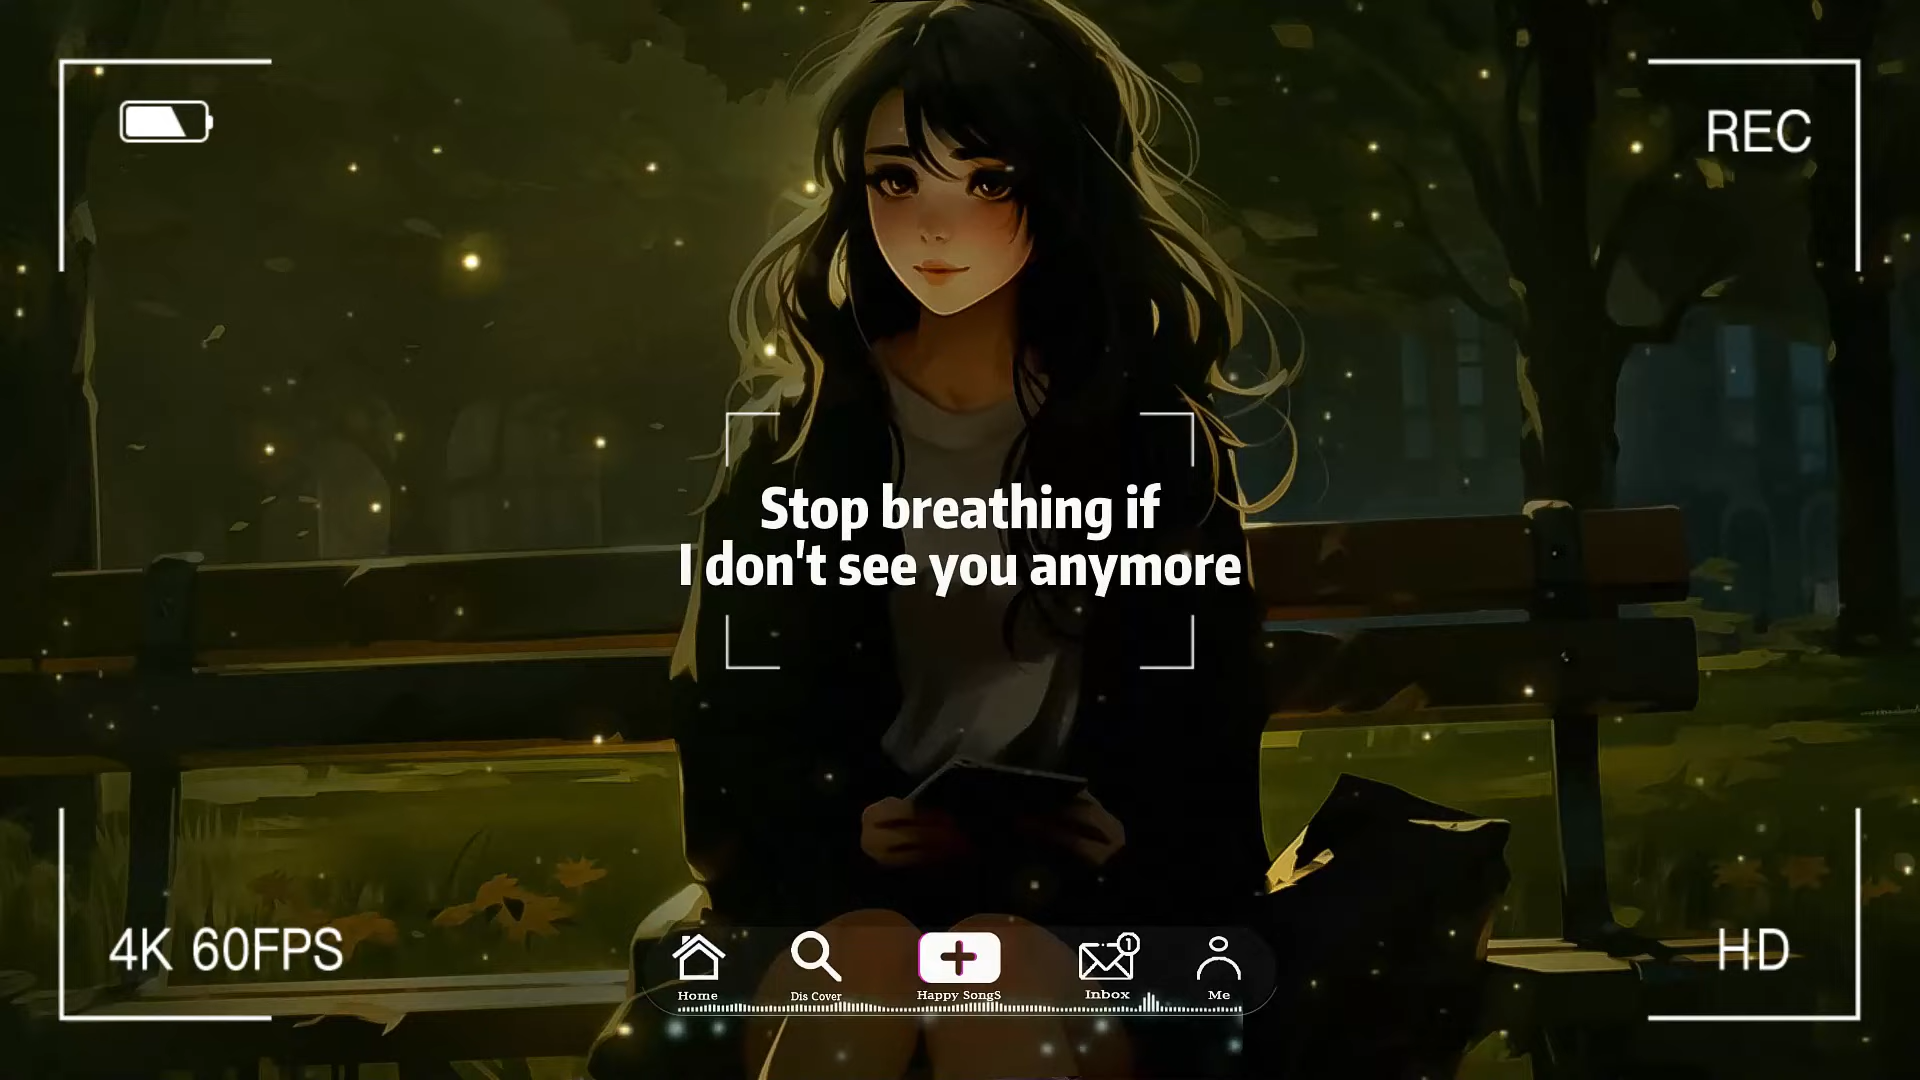 REC
Stop breathing if
I don't see you anymore
4K 60FPS
HD
1
Home
Dis Cover
Happy SongS
Inbox
Me